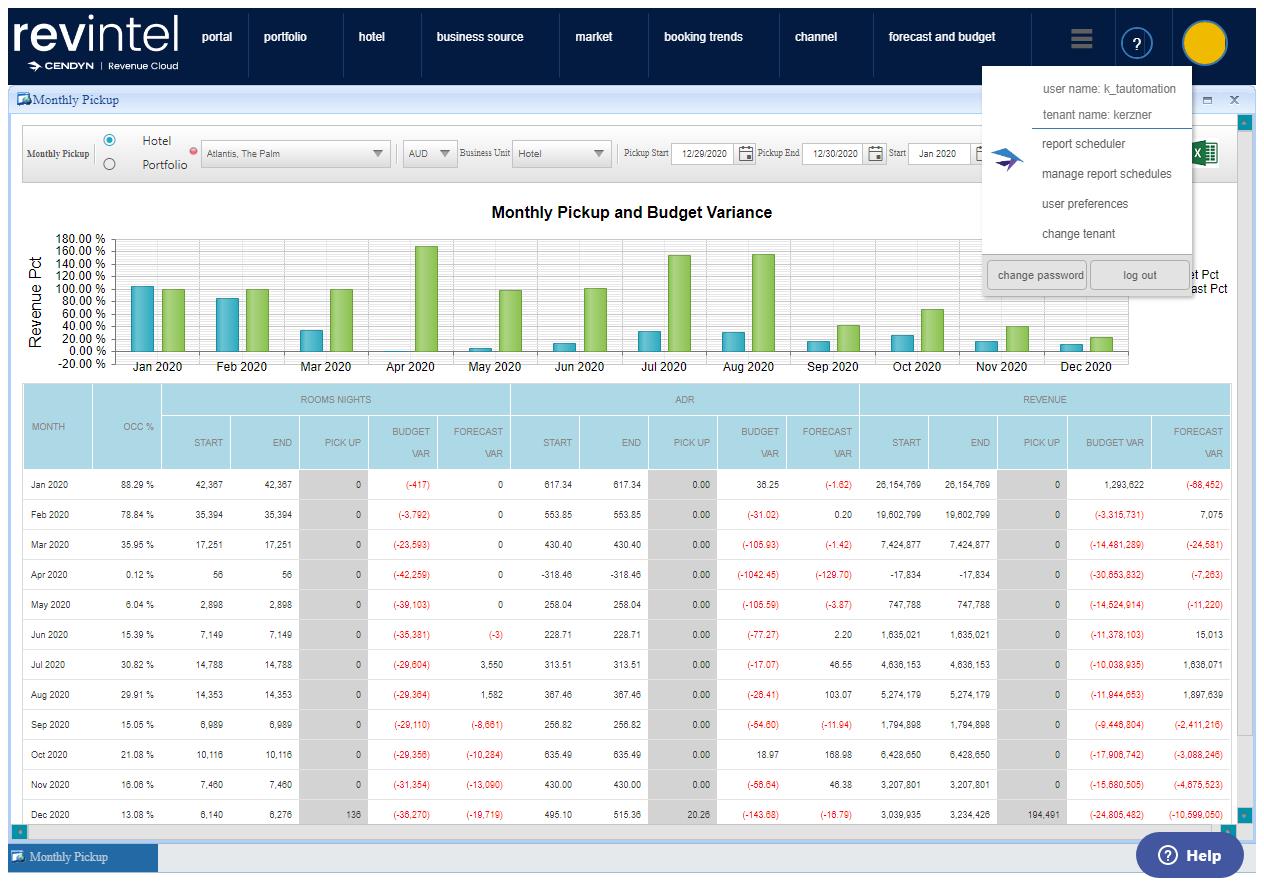 revintel
CENDYN | Revenue Cloud
portal portfolio hotel business source market booking trends channel forecast and budget ?
Monthly Pickup
user name: k_tautomation
tenant name: kerzner
report scheduler
manage report schedules
user preferences
change tenant
change password log out
Monthly Pickup Hotel Portfolio Atlantis, The Palm AUD Business Unit Hotel Pickup Start 12/29/2020 Pickup End 12/30/2020 Start Jan 2020
Monthly Pickup and Budget Variance
Revenue Pct
180.00 %
160.00 %
140.00 %
120.00 %
100.00 %
80.00 %
60.00 %
40.00 %
20.00 %
0.00 %
-20.00 %
Jan 2020 Feb 2020 Mar 2020 Apr 2020 May 2020 Jun 2020 Jul 2020 Aug 2020 Sep 2020 Oct 2020 Nov 2020 Dec 2020
Pct
Pct
ROOMS NIGHTS ADR REVENUE
MONTH OCC % START END PICK UP BUDGET VAR FORECAST VAR START END PICK UP BUDGET VAR FORECAST VAR START END PICK UP BUDGET VAR FORECAST VAR
Jan 2020 88.29 % 42,367 42,367 0 (-417) 0 617.34 617.34 0.00 36.25 (-1.62) 26,154,769 26,154,769 0 1,293,622 (-68,452)
Feb 2020 78.84 % 35,394 35,394 0 (-3,792) 0 553.85 553.85 0.00 (-31.02) 0.20 19,602,799 19,602,799 0 (-3,315,731) 7,075
Mar 2020 35.95 % 17,251 17,251 0 (-23,593) 0 430.40 430.40 0.00 (-105.93) (-1.42) 7,424,877 7,424,877 0 (-14,481,289) (-24,581)
Apr 2020 0.12 % 56 56 0 (-42,259) 0 -318.46 -318.46 0.00 (-1042.45) (-129.70) -17,834 -17,834 0 (-30,653,832) (-7,263)
May 2020 6.04 % 2,898 2,898 0 (-39,103) 0 258.04 258.04 0.00 (-105.59) (-3.87) 747,788 747,788 0 (-14,524,914) (-11,220)
Jun 2020 15.39 % 7,149 7,149 0 (-35,381) (-3) 228.71 228.71 0.00 (-77.27) 2.20 1,635,021 1,635,021 0 (-11,378,103) 15,013
Jul 2020 30.82 % 14,788 14,788 0 (-29,604) 3,550 313.51 313.51 0.00 (-17.07) 46.55 4,636,153 4,636,153 0 (-10,038,935) 1,636,071
Aug 2020 29.91 % 14,353 14,353 0 (-29,364) 1,582 367.46 367.46 0.00 (-26.41) 103.07 5,274,179 5,274,179 0 (-11,944,653) 1,897,639
Sep 2020 15.05 % 6,989 6,989 0 (-29,110) (-8,661) 256.82 256.82 0.00 (-54.60) (-11.94) 1,794,898 1,794,898 0 (-9,446,804) (-2,411,216)
Oct 2020 21.08 % 10,116 10,116 0 (-29,356) (-10,284) 635.49 635.49 0.00 18.97 168.98 6,428,650 6,428,650 0 (-17,906,742) (-3,088,246)
Nov 2020 16.06 % 7,460 7,460 0 (-31,354) (-13,090) 430.00 430.00 0.00 (-56.64) 46.38 3,207,801 3,207,801 0 (-15,680,505) (-4,675,523)
Dec 2020 13.08 % 6,140 6,276 136 (-36,270) (-19,719) 495.10 515.36 20.26 (-143.68) (-16.79) 3,039,935 3,234,426 194,491 (-24,805,482) (-10,599,050)
Monthly Pickup
? Help